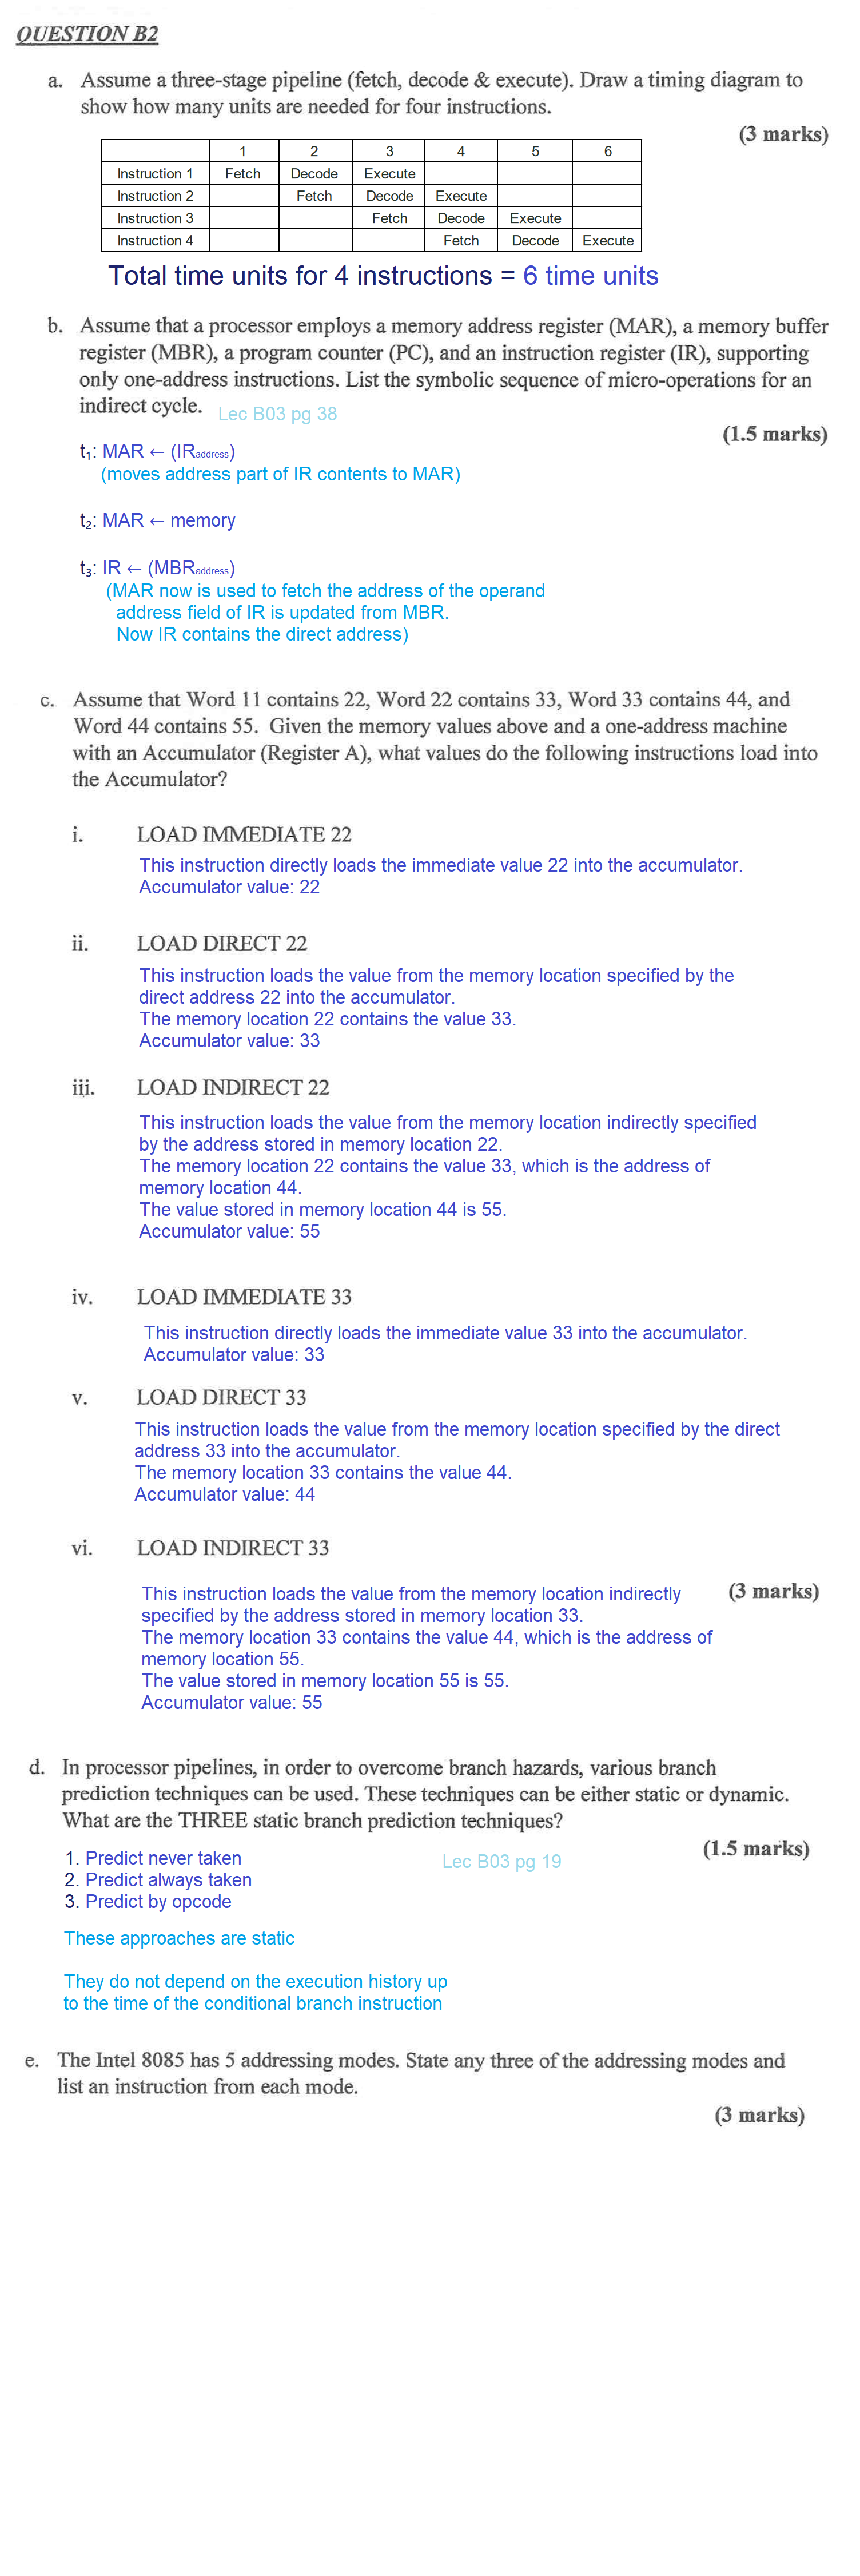 QUESTION B2
a. Assume a three-stage pipeline (fetch, decode & execute). Draw a timing diagram to
show how many units are needed for four instructions.
(3 marks)
1 2 3 4 5 6
Instruction 1 Fetch Decode Execute
Instruction 2 Fetch Decode Execute
Instruction 3 Fetch Decode Execute
Instruction 4 Fetch Decode Execute
Total time units for 4 instructions = 6 time units
b. Assume that a processor employs a memory address register (MAR), a memory buffer
register (MBR), a program counter (PC), and an instruction register (IR), supporting
only one-address instructions. List the symbolic sequence of micro-operations for an
indirect cycle. Lec B03 pg 38
(1.5 marks)
t₁: MAR ← (IRaddress)
(moves address part of IR contents to MAR)
t₂: MAR ← memory
t₃: IR ← (MBRaddress)
(MAR now is used to fetch the address of the operand
address field of IR is updated from MBR.
Now IR contains the direct address)
c. Assume that Word 11 contains 22, Word 22 contains 33, Word 33 contains 44, and
Word 44 contains 55. Given the memory values above and a one-address machine
with an Accumulator (Register A), what values do the following instructions load into
the Accumulator?
i. LOAD IMMEDIATE 22
This instruction directly loads the immediate value 22 into the accumulator.
Accumulator value: 22
ii. LOAD DIRECT 22
This instruction loads the value from the memory location specified by the
direct address 22 into the accumulator.
The memory location 22 contains the value 33.
Accumulator value: 33
iii. LOAD INDIRECT 22
This instruction loads the value from the memory location indirectly specified
by the address stored in memory location 22.
The memory location 22 contains the value 33, which is the address of
memory location 44.
The value stored in memory location 44 is 55.
Accumulator value: 55
iv. LOAD IMMEDIATE 33
This instruction directly loads the immediate value 33 into the accumulator.
Accumulator value: 33
v. LOAD DIRECT 33
This instruction loads the value from the memory location specified by the direct
address 33 into the accumulator.
The memory location 33 contains the value 44.
Accumulator value: 44
vi. LOAD INDIRECT 33
(3 marks)
This instruction loads the value from the memory location indirectly
specified by the address stored in memory location 33.
The memory location 33 contains the value 44, which is the address of
memory location 55.
The value stored in memory location 55 is 55.
Accumulator value: 55
d. In processor pipelines, in order to overcome branch hazards, various branch
prediction techniques can be used. These techniques can be either static or dynamic.
What are the THREE static branch prediction techniques?
(1.5 marks)
1. Predict never taken Lec B03 pg 19
2. Predict always taken
3. Predict by opcode
These approaches are static
They do not depend on the execution history up
to the time of the conditional branch instruction
e. The Intel 8085 has 5 addressing modes. State any three of the addressing modes and
list an instruction from each mode.
(3 marks)